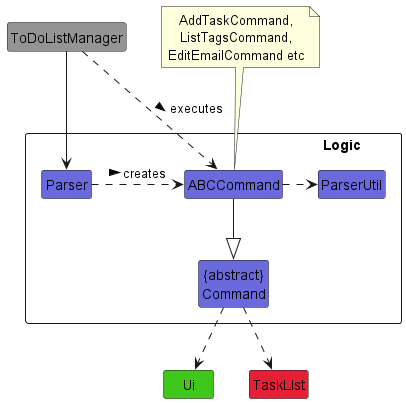 AddTaskCommand,
ListTagsCommand,
EditEmailCommand etc
ToDoListManager
executes
Logic
creates
Parser
ABCCommand
ParserUtil
{abstract}
Command
Ui
TaskList